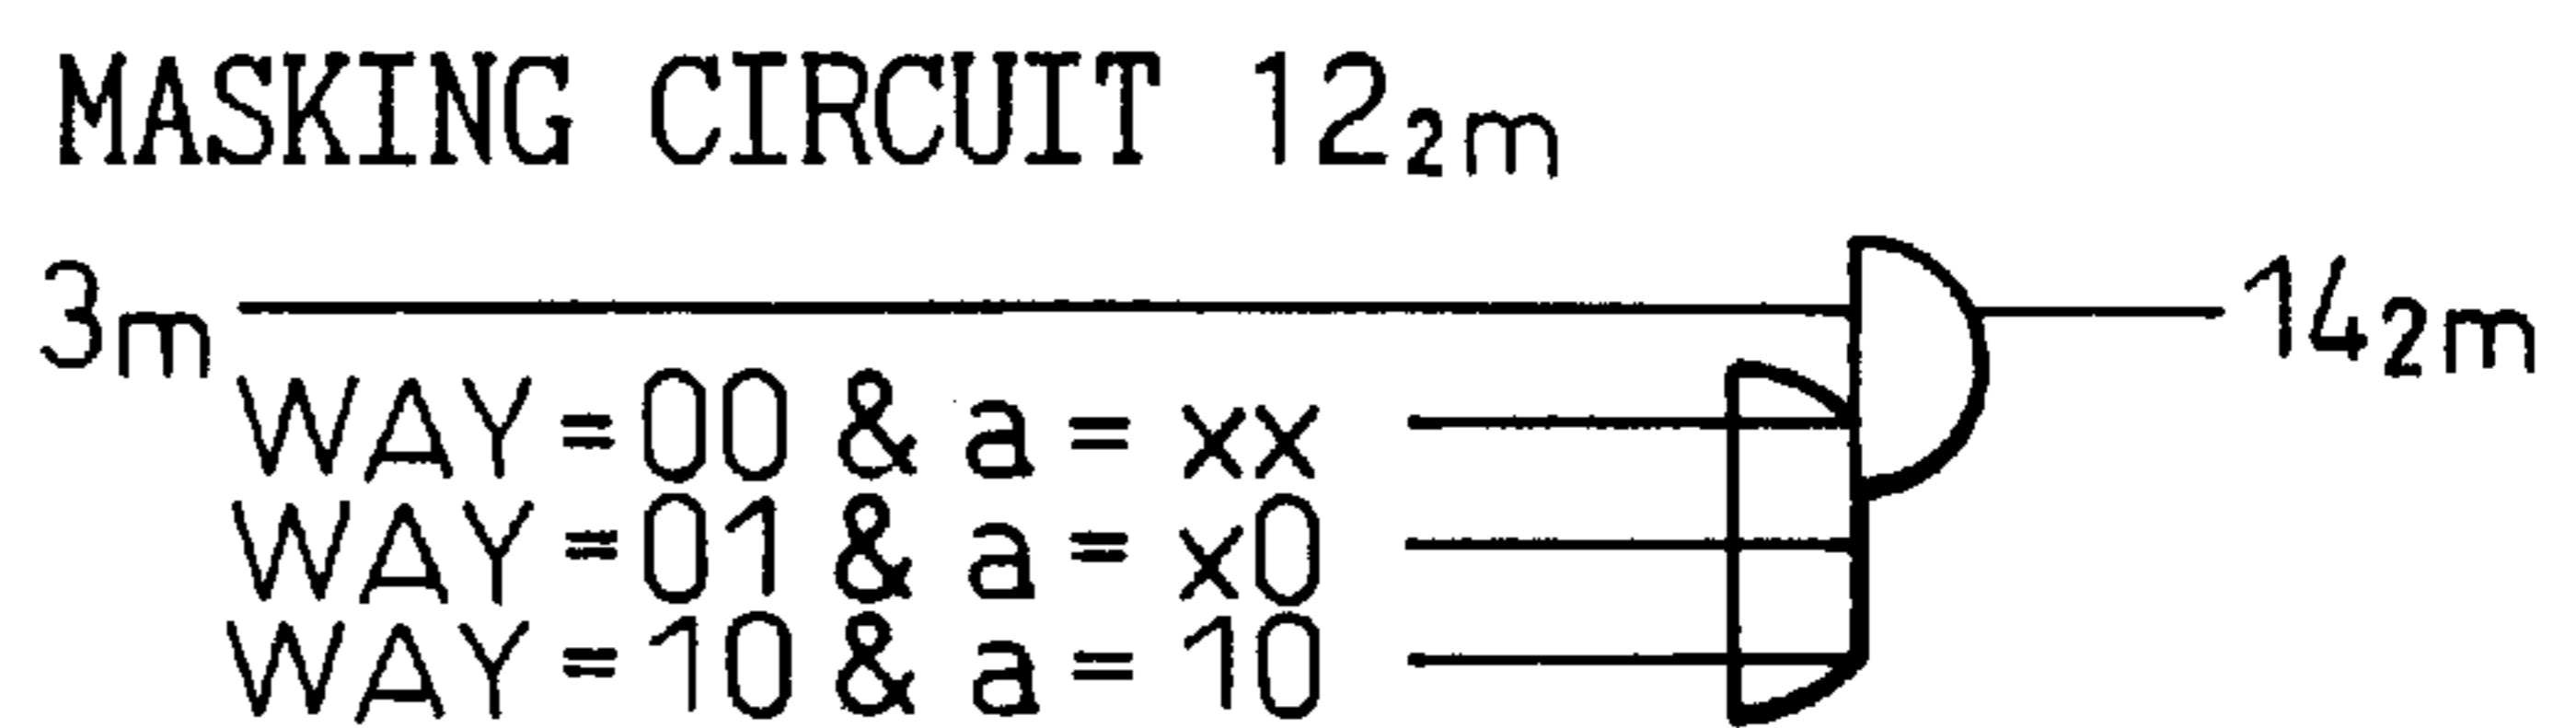 MASKING CIRCUIT 12₂m
3m 14₂m
WAY=00 & a = xx
WAY=01 & a = x0
WAY=10 & a = 10